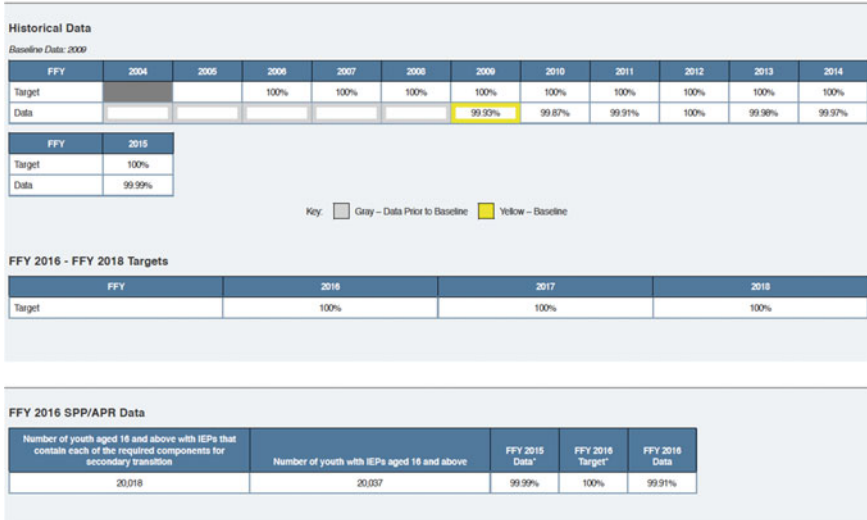 Historical Data
Baseline Data: 2009
FFY 2004 2005 2006 2007 2008 2009 2010 2011 2012 2013 2014
Target 100% 100% 100% 100% 100% 100% 100% 100% 100%
Data 99.93% 99.87% 99.91% 100% 99.98% 99.97%
FFY 2015
Target 100%
Data 99.99%
Key: Gray – Data Prior to Baseline Yellow – Baseline
FFY 2016 - FFY 2018 Targets
FFY 2016 2017 2018
Target 100% 100% 100%
FFY 2016 SPP/APR Data
Number of youth aged 16 and above with IEPs that
contain each of the required components for
secondary transition
Number of youth with IEPs aged 16 and above
FFY 2015
Data*
FFY 2016
Target*
FFY 2016
Data
20,018 20,037 99.99% 100% 99.91%